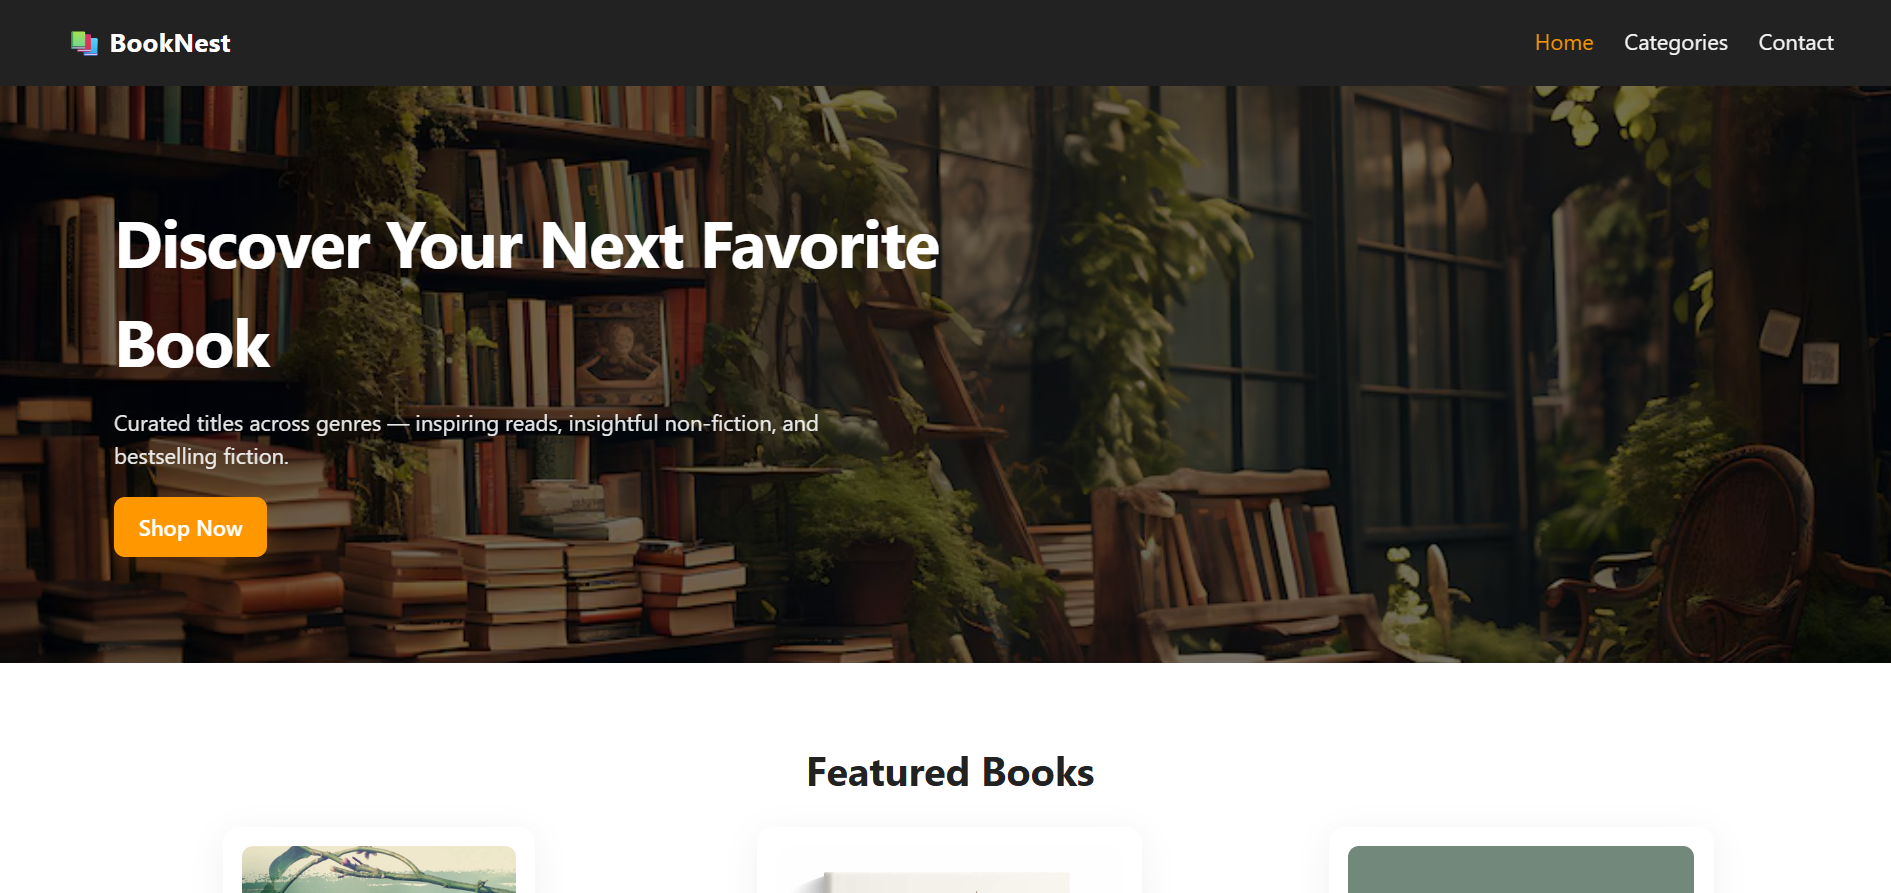 BookNest
Home Categories Contact
Discover Your Next Favorite
Book
Curated titles across genres — inspiring reads, insightful non-fiction, and
bestselling fiction.
Shop Now
Featured Books